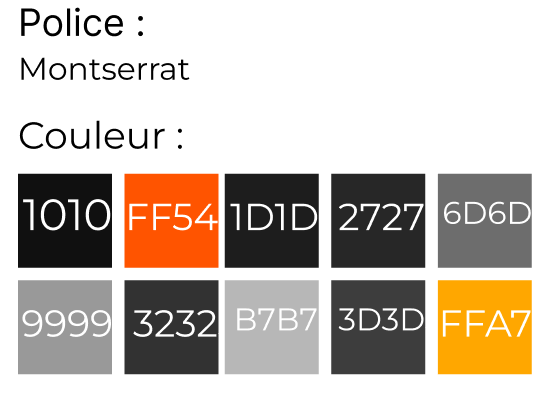 Police :
Montserrat
Couleur :
1010 FF54 1D1D 2727 6D6D
9999 3232 B7B7 3D3D FFA7